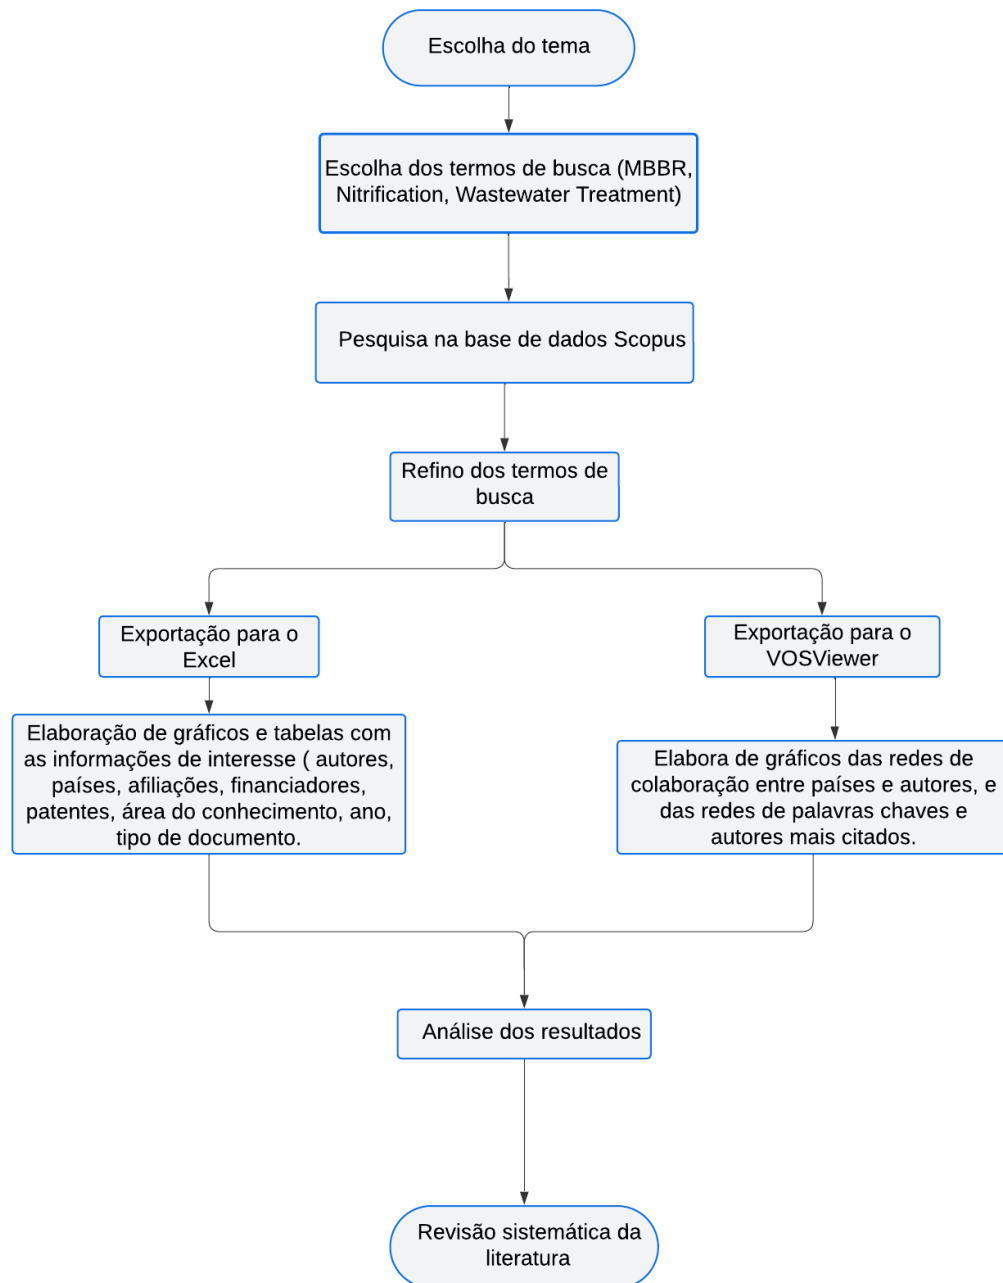 Escolha do tema
Escolha dos termos de busca (MBBR,
Nitrification, Wastewater Treatment)
Pesquisa na base de dados Scopus
Refino dos termos de
busca
Exportação para o
Excel
Exportação para o
VOSViewer
Elaboração de gráficos e tabelas com
as informações de interesse ( autores,
países, afiliações, financiadores,
patentes, área do conhecimento, ano,
tipo de documento.
Elabora de gráficos das redes de
colaboração entre países e autores, e
das redes de palavras chaves e
autores mais citados.
Análise dos resultados
Revisão sistemática da
literatura